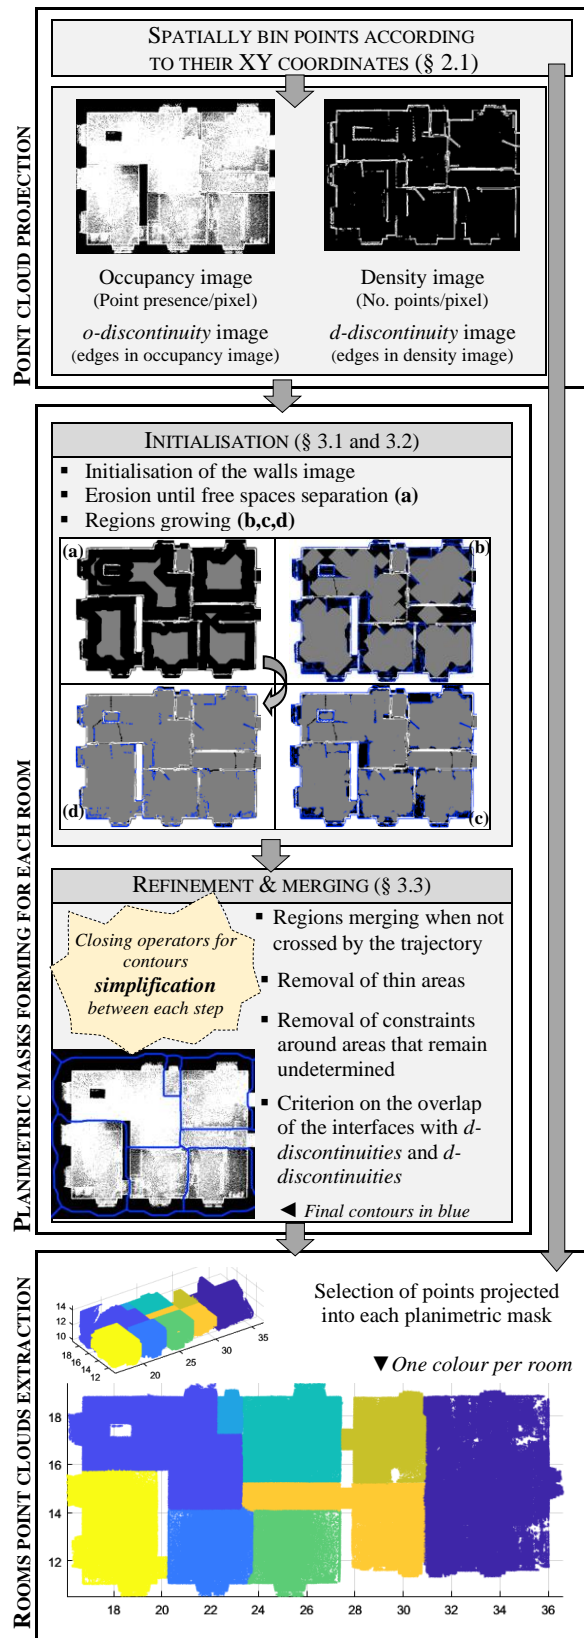 SPATIALLY BIN POINTS ACCORDING
TO THEIR XY COORDINATES (§ 2.1)
POINT CLOUD PROJECTION
Occupancy image
(Point presence/pixel)
o-discontinuity image
(edges in occupancy image)
Density image
(No. points/pixel)
d-discontinuity image
(edges in density image)
PLANIMETRIC MASKS FORMING FOR EACH ROOM
INITIALISATION (§ 3.1 and 3.2)
▪ Initialisation of the walls image
▪ Erosion until free spaces separation (a)
▪ Regions growing (b,c,d)
(a)
(b)
(d)
(c)
REFINEMENT & MERGING (§ 3.3)
Closing operators for
contours
simplification
between each step
▪ Regions merging when not
crossed by the trajectory
▪ Removal of thin areas
▪ Removal of constraints
around areas that remain
undetermined
▪ Criterion on the overlap
of the interfaces with d-
discontinuities and d-
discontinuities
◄ Final contours in blue
ROOMS POINT CLOUDS EXTRACTION
Selection of points projected
into each planimetric mask
▼One colour per room
14
12
10
18
16
14
12
20
25
30
35
18
16
14
12
18
20
22
24
26
28
30
32
34
36